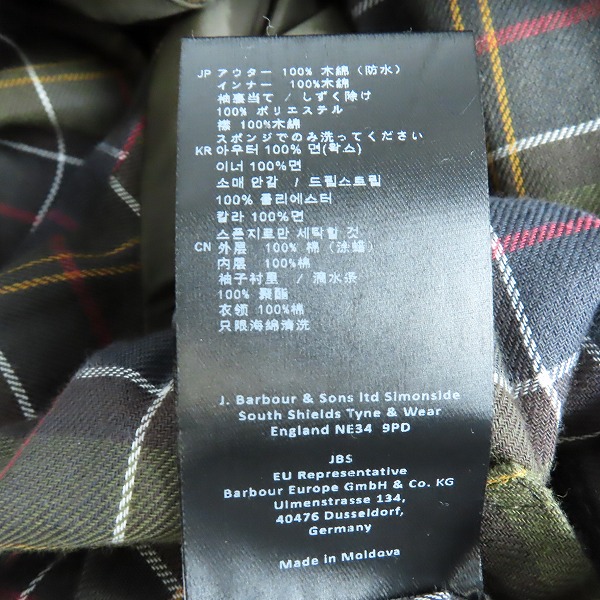 JP アウター 100% 木綿 (防水)
インナー 100%木綿
袖裏当て / しずく除け
100% ポリエステル
襟 100%木綿
スポンジでのみ洗ってください
KR 아우터 100% 면(왁스)
이너 100%면
소매 안감 / 드립스트립
100% 폴리에스터
칼라 100%면
스폰지로만 세탁할 것
CN 外层 100% 棉 (涂蜡)
内层 100%棉
袖子衬里 / 滴水条
100% 聚酯
衣领 100%棉
只限海绵清洗
J. Barbour & Sons ltd Simonside
South Shields Tyne & Wear
England NE34 9PD
JBS
EU Representative
Barbour Europe GmbH & Co. KG
Ulmenstrasse 134,
40476 Dusseldorf,
Germany
Made in Moldova